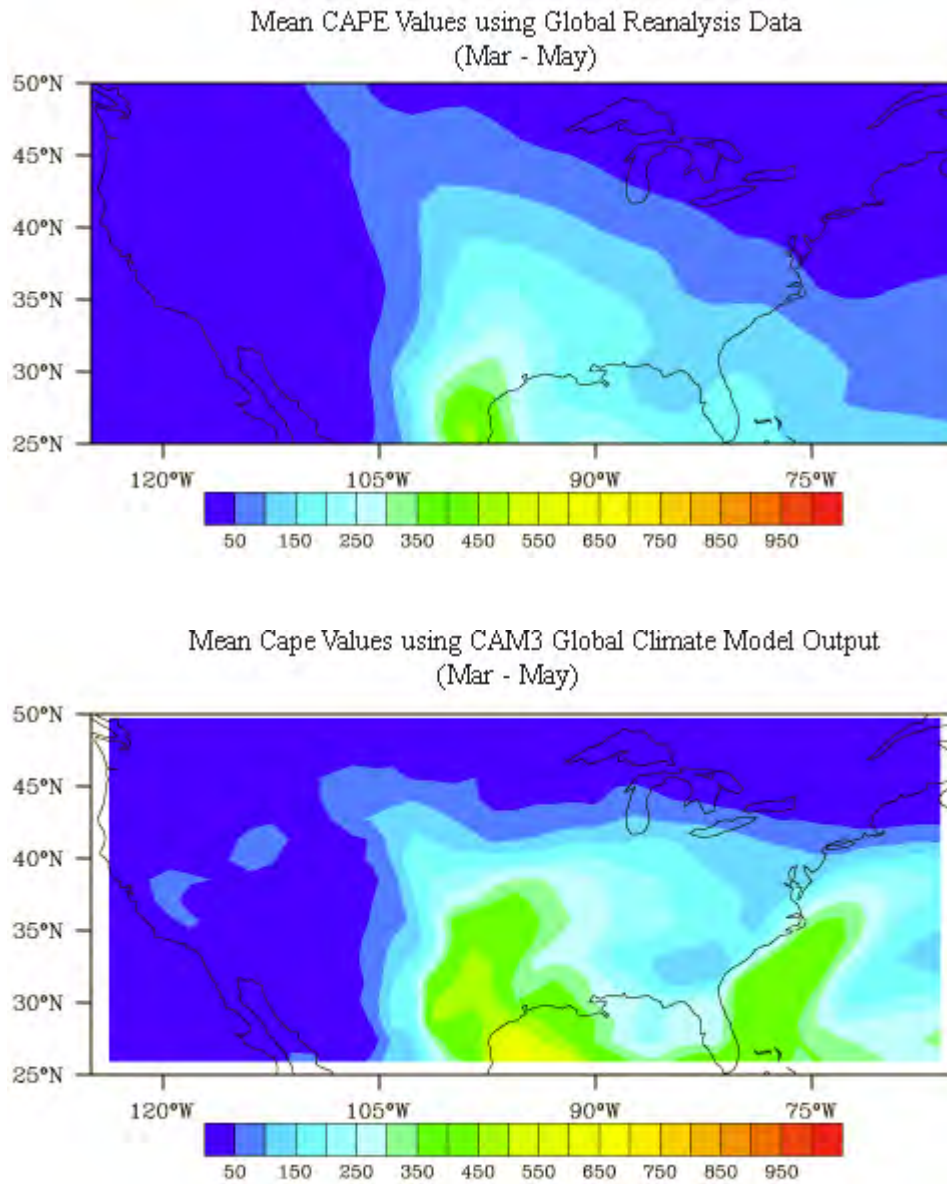 Mean CAPE Values using Global Reanalysis Data
(Mar - May)
50°N
45°N
40°N
35°N
30°N
25°N
120°W 105°W 90°W 75°W
50 150 250 350 450 550 650 750 850 950
Mean Cape Values using CAM3 Global Climate Model Output
(Mar - May)
50°N
45°N
40°N
35°N
30°N
25°N
120°W 105°W 90°W 75°W
50 150 250 350 450 550 650 750 850 950